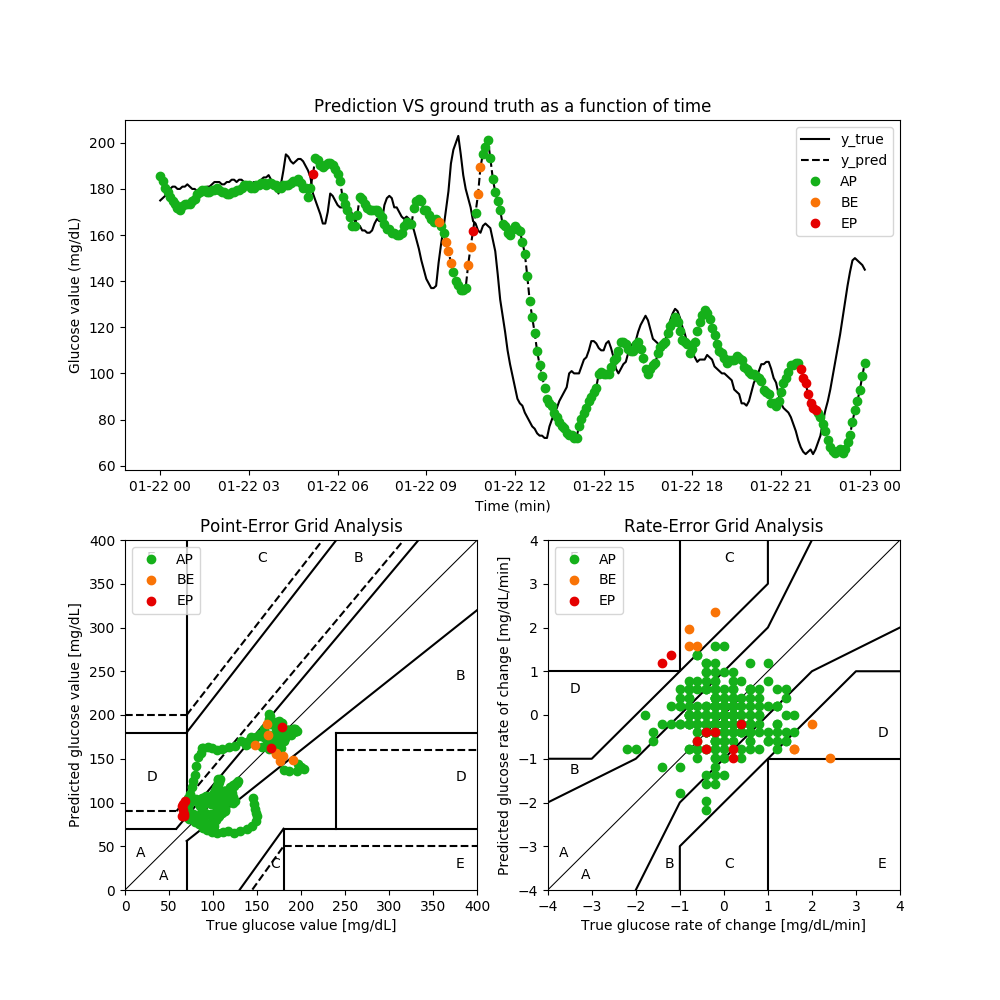 Prediction VS ground truth as a function of time
Glucose value (mg/dL)
200
180
160
140
120
100
80
60
y_true
y_pred
AP
BE
EP
01-22 00 01-22 03 01-22 06 01-22 09 01-22 12 01-22 15 01-22 18 01-22 21 01-23 00
Time (min)
Point-Error Grid Analysis
Predicted glucose value [mg/dL]
400
350
300
250
200
150
100
50
0
AP
BE
EP
C
B
B
D
D
A
A
C
E
0 50 100 150 200 250 300 350 400
True glucose value [mg/dL]
Rate-Error Grid Analysis
Predicted glucose rate of change [mg/dL/min]
4
3
2
1
0
−1
−2
−3
−4
AP
BE
EP
C
D
D
B
A
A
B
C
E
−4 −3 −2 −1 0 1 2 3 4
True glucose rate of change [mg/dL/min]